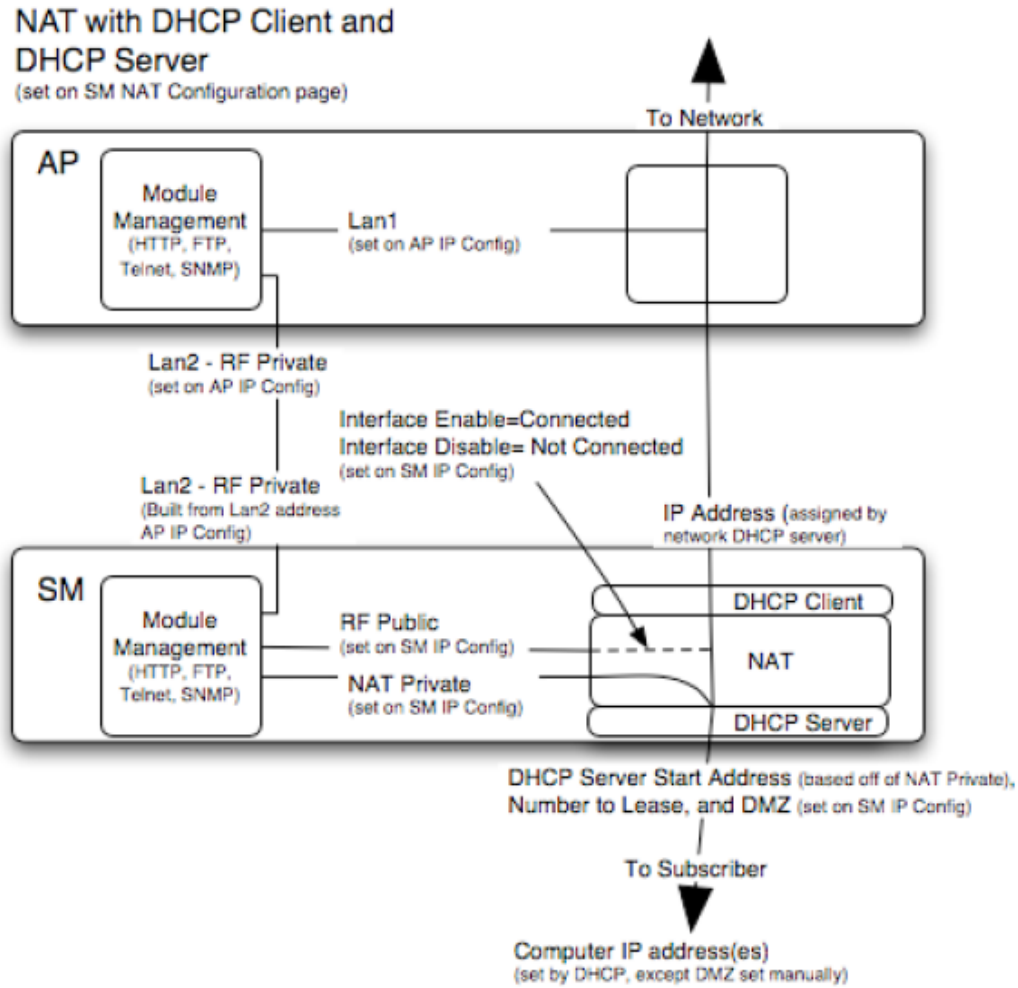 NAT with DHCP Client and
DHCP Server
(set on SM NAT Configuration page)
To Network
AP
Module
Management
(HTTP, FTP,
Telnet, SNMP)
Lan1
(set on AP IP Config)
Lan2 - RF Private
(set on AP IP Config)
Interface Enable=Connected
Interface Disable= Not Connected
(set on SM IP Config)
Lan2 - RF Private
(Built from Lan2 address
AP IP Config)
IP Address (assigned by
network DHCP server)
SM
Module
Management
(HTTP, FTP,
Telnet, SNMP)
RF Public
(set on SM IP Config)
NAT Private
(set on SM IP Config)
DHCP Client
NAT
DHCP Server
DHCP Server Start Address (based off of NAT Private),
Number to Lease, and DMZ (set on SM IP Config)
To Subscriber
Computer IP address(es)
(set by DHCP, except DMZ set manually)